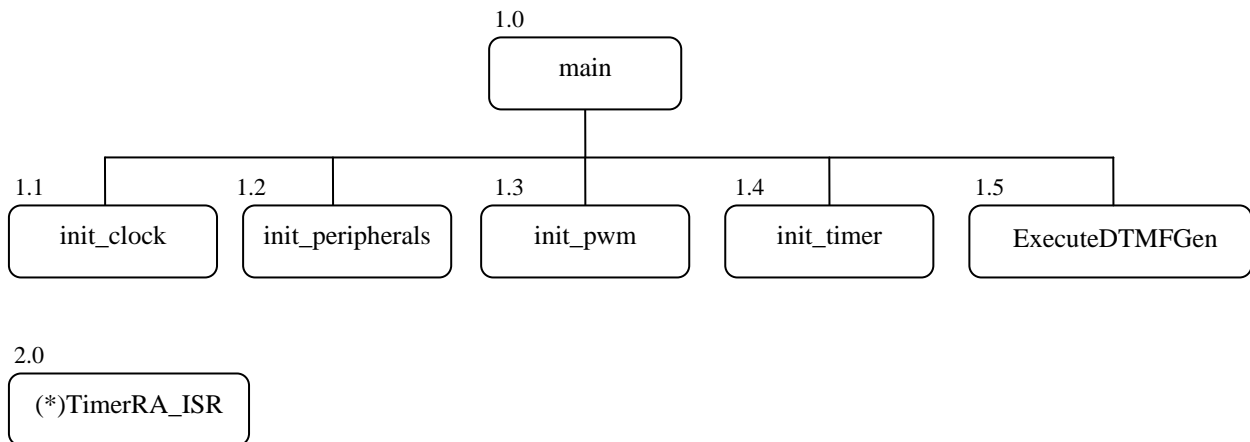 1.0
main
1.1
1.2
1.3
1.4
1.5
init_clock
init_peripherals
init_pwm
init_timer
ExecuteDTMFGen
2.0
(*)TimerRA_ISR